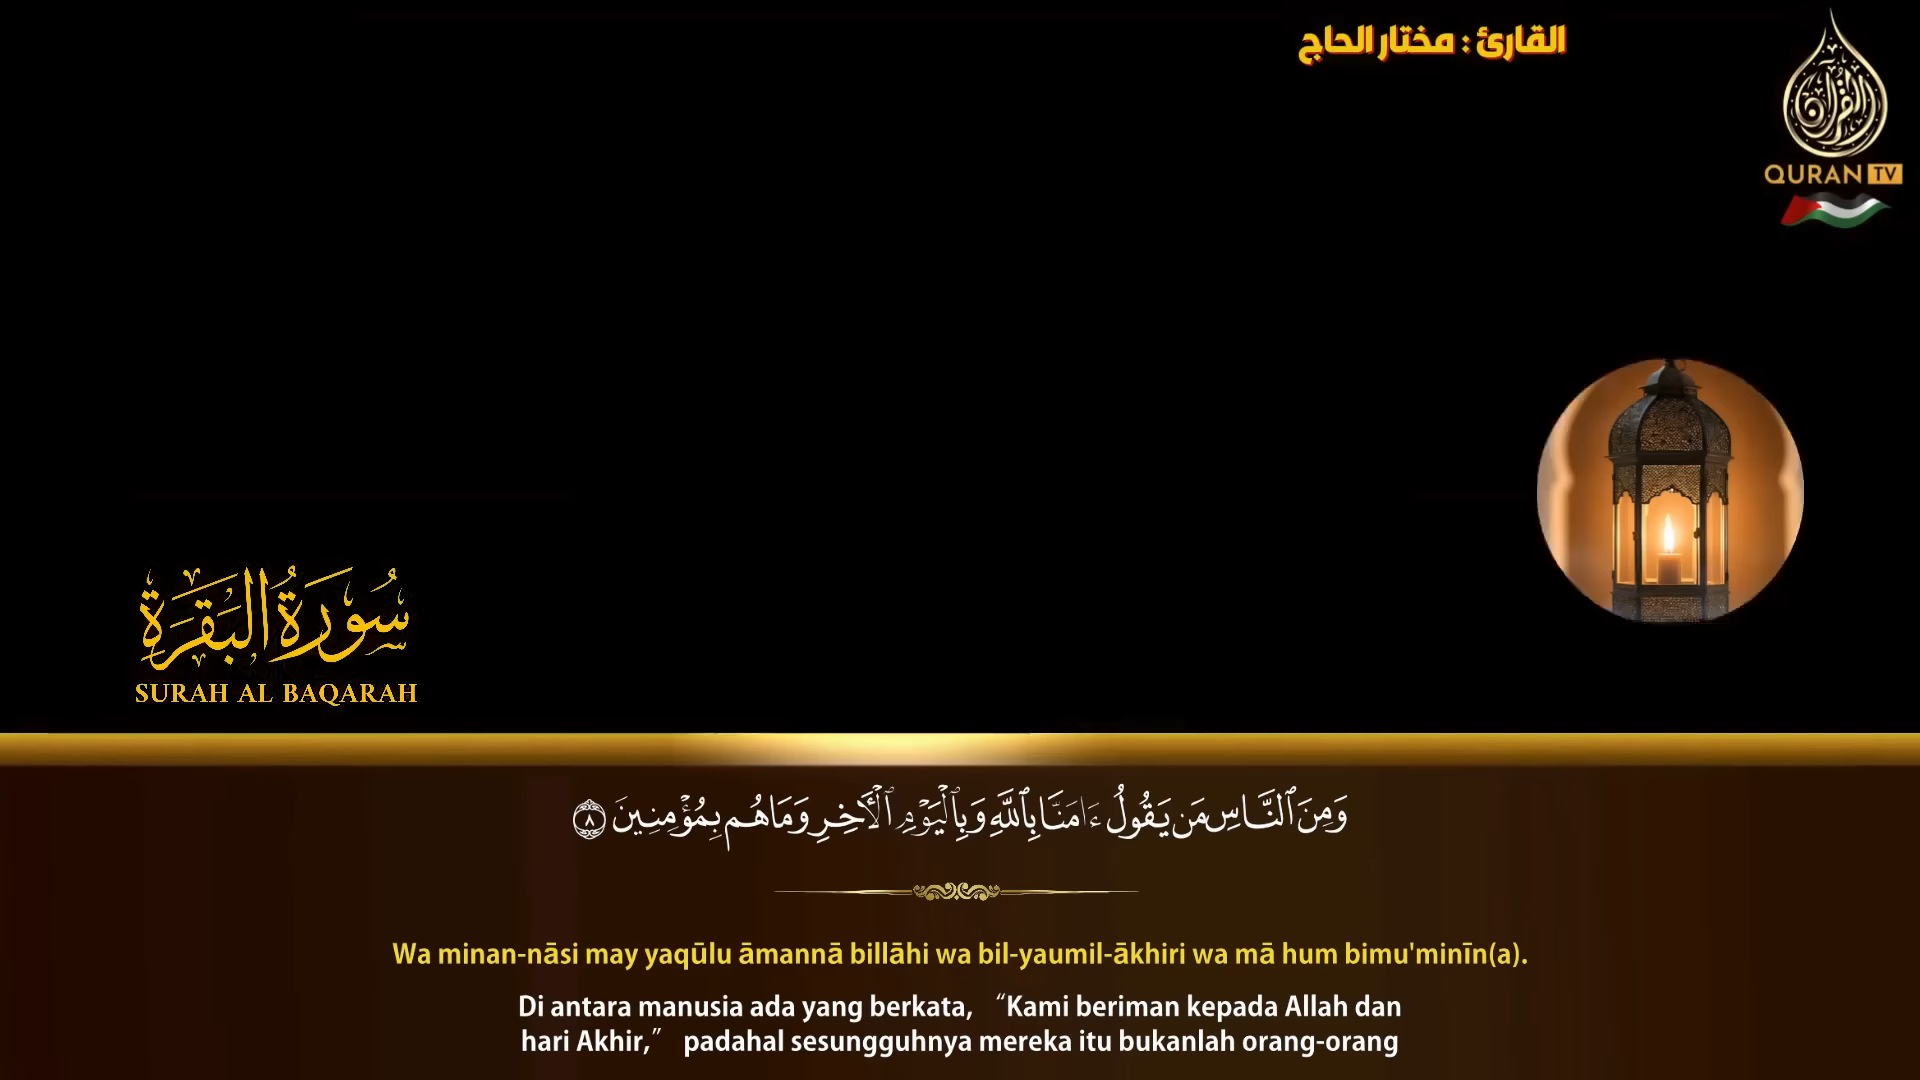 القارئ : مختار الحاج
القرآن
QURAN TV
سُورَةُ البَقَرَةِ
SURAH AL BAQARAH
وَمِنَ ٱلنَّاسِ مَن يَقُولُ ءَامَنَّا بِٱللَّهِ وَبِٱلْيَوْمِ ٱلْأَخِرِ وَمَا هُم بِمُؤْمِنِينَ ٨
Wa minan-nāsi may yaqūlu āmannā billāhi wa bil-yaumil-ākhiri wa mā hum bimu'minīn(a).
Di antara manusia ada yang berkata, “Kami beriman kepada Allah dan
hari Akhir,” padahal sesungguhnya mereka itu bukanlah orang-orang